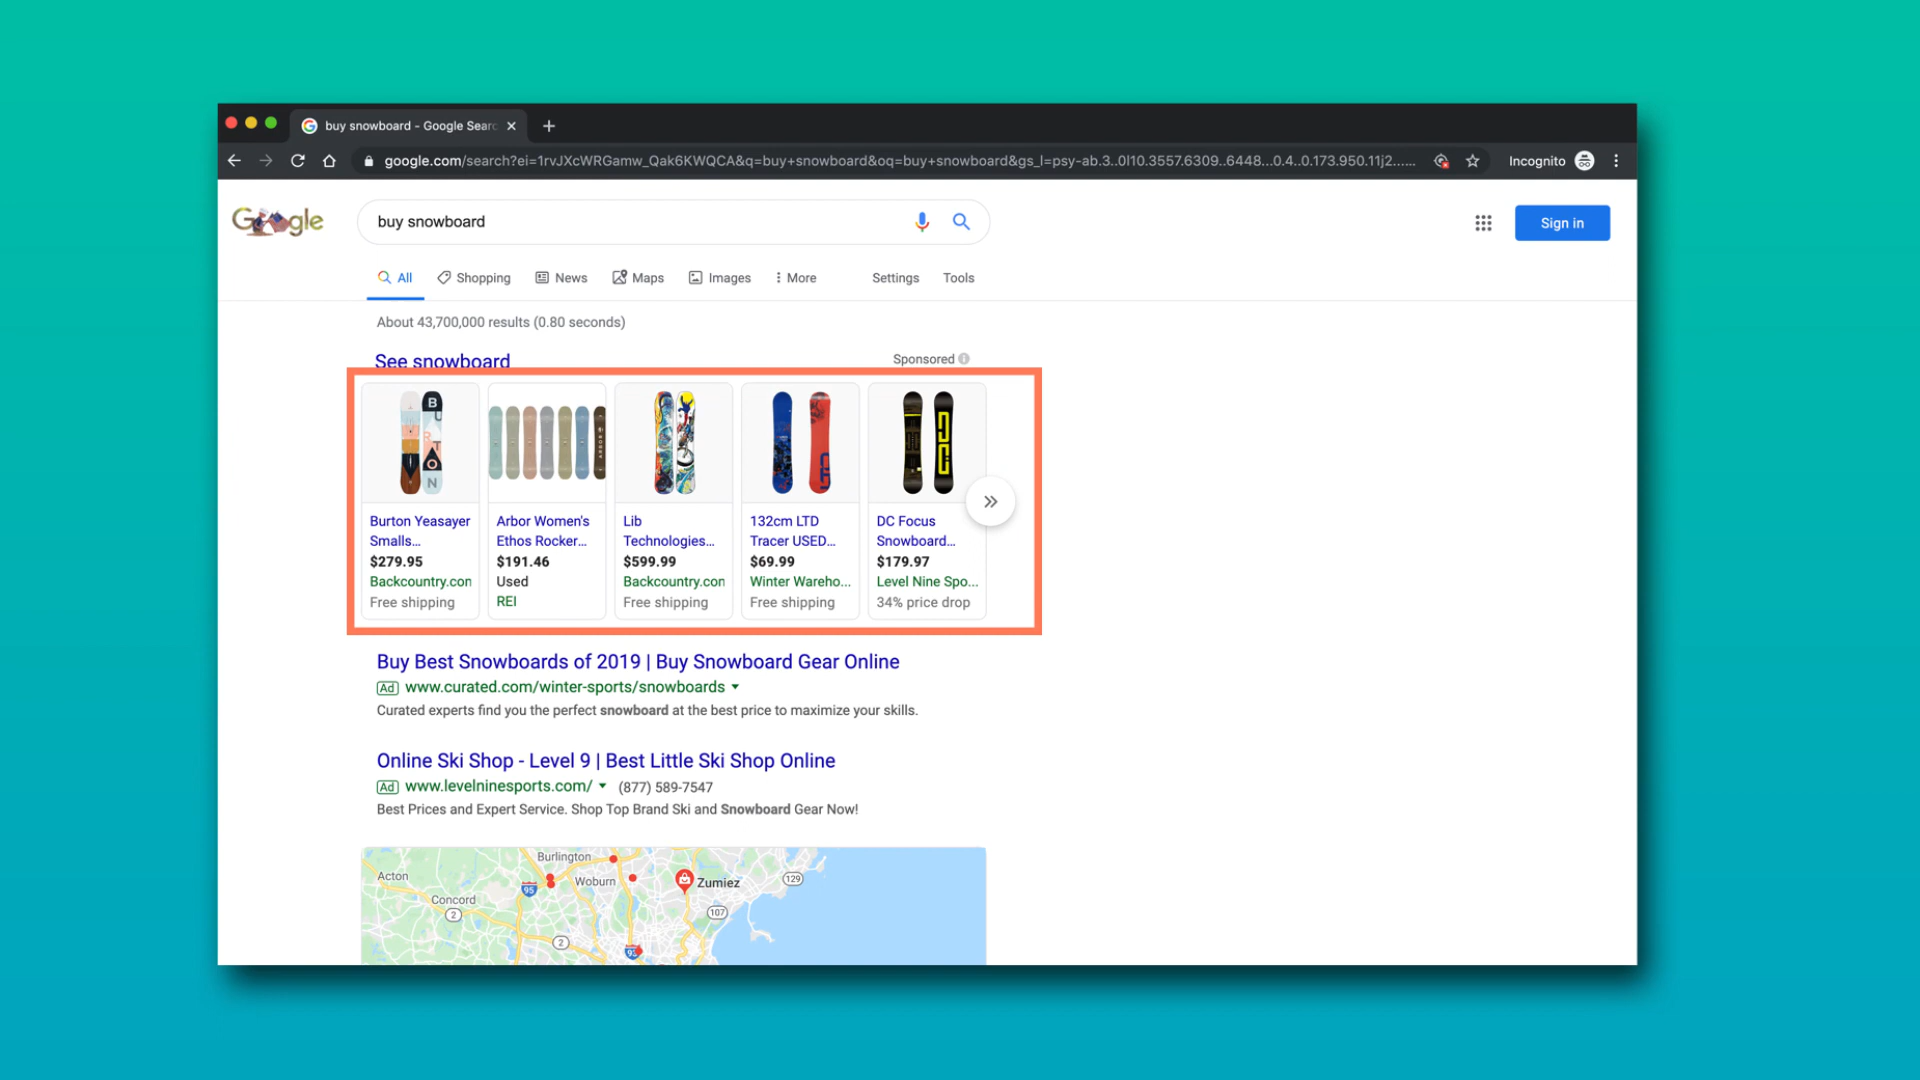 buy snowboard - Google Searc
google.com/search?ei=1rvJXcWRGamw_Qak6KWQCA&q=buy+snowboard&oq=buy+snowboard&gs_l=psy-ab.3..0l10.3557.6309..6448...0.4..0.173.950.11j2......
Incognito
Google
buy snowboard
Sign in
All Shopping News Maps Images More Settings Tools
About 43,700,000 results (0.80 seconds)
See snowboard
Sponsored
BURTON
ARBOR
Burton Yeasayer
Smalls...
$279.95
Backcountry.con
Free shipping
Arbor Women's
Ethos Rocker...
$191.46
Used
REI
Lib
Technologies...
$599.99
Backcountry.con
Free shipping
132cm LTD
Tracer USED...
$69.99
Winter Wareho...
Free shipping
DC Focus
Snowboard...
$179.97
Level Nine Spo...
34% price drop
Buy Best Snowboards of 2019 | Buy Snowboard Gear Online
Ad www.curated.com/winter-sports/snowboards
Curated experts find you the perfect snowboard at the best price to maximize your skills.
Online Ski Shop - Level 9 | Best Little Ski Shop Online
Ad www.levelninesports.com/ (877) 589-7547
Best Prices and Expert Service. Shop Top Brand Ski and Snowboard Gear Now!
Burlington
Acton
Woburn
Zumiez
129
95
Concord
2
107
2